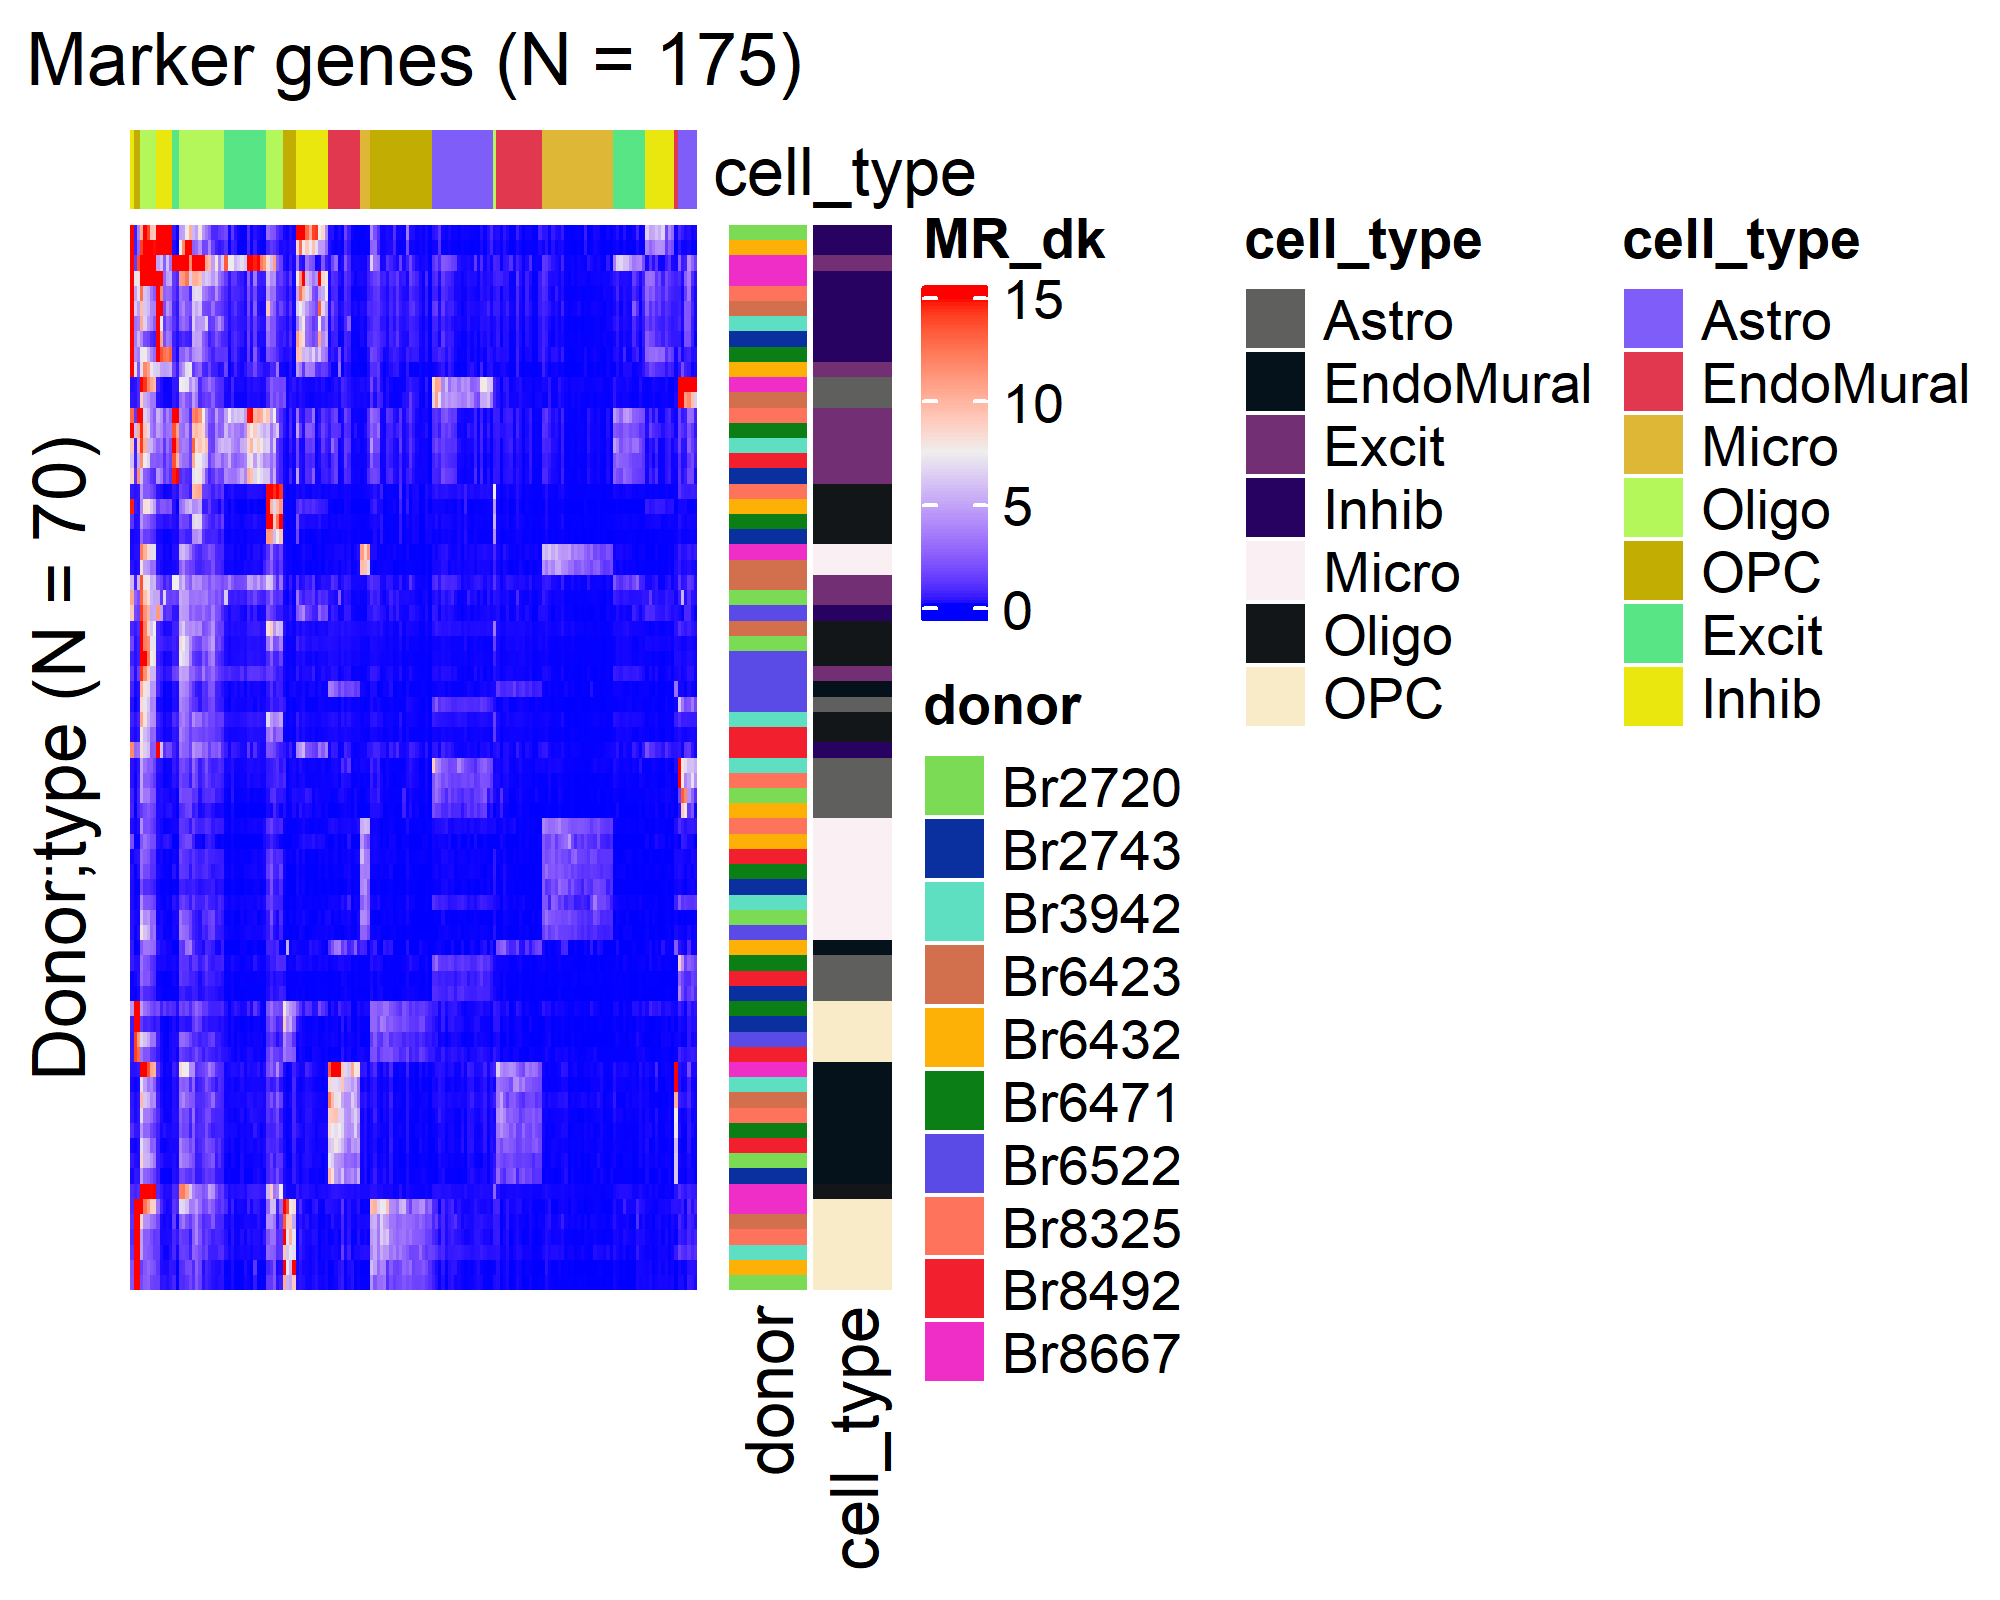 Marker genes (N = 175)
cell_type
Donor;type (N = 70)
donor
cell_type
MR_dk
15
10
5
0
donor
Br2720
Br2743
Br3942
Br6423
Br6432
Br6471
Br6522
Br8325
Br8492
Br8667
cell_type
Astro
EndoMural
Excit
Inhib
Micro
Oligo
OPC
cell_type
Astro
EndoMural
Micro
Oligo
OPC
Excit
Inhib